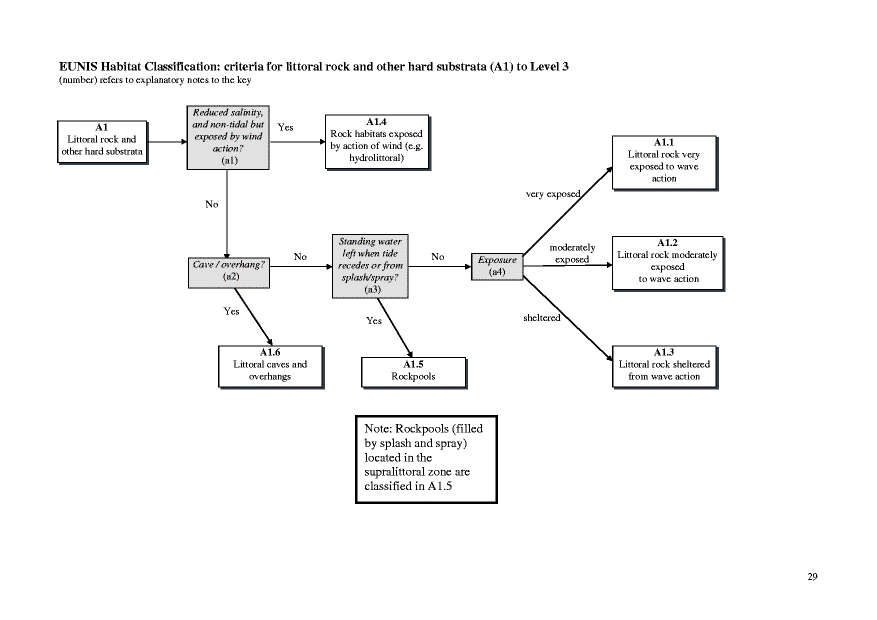 EUNIS Habitat Classification: criteria for littoral rock and other hard substrata (A1) to Level 3
(number) refers to explanatory notes to the key
A1
Littoral rock and
other hard substrata
Reduced salinity,
and non-tidal but
exposed by wind
action?
(a1)
Yes
A1.4
Rock habitats exposed
by action of wind (e.g.
hydrolittoral)
No
Cave / overhang?
(a2)
No
Standing water
left when tide
recedes or from
splash/spray?
(a3)
No
Exposure
(a4)
very exposed
A1.1
Littoral rock very
exposed to wave
action
moderately
exposed
A1.2
Littoral rock moderately
exposed
to wave action
sheltered
A1.3
Littoral rock sheltered
from wave action
Yes
A1.6
Littoral caves and
overhangs
Yes
A1.5
Rockpools
Note: Rockpools (filled
by splash and spray)
located in the
supralittoral zone are
classified in A1.5
29